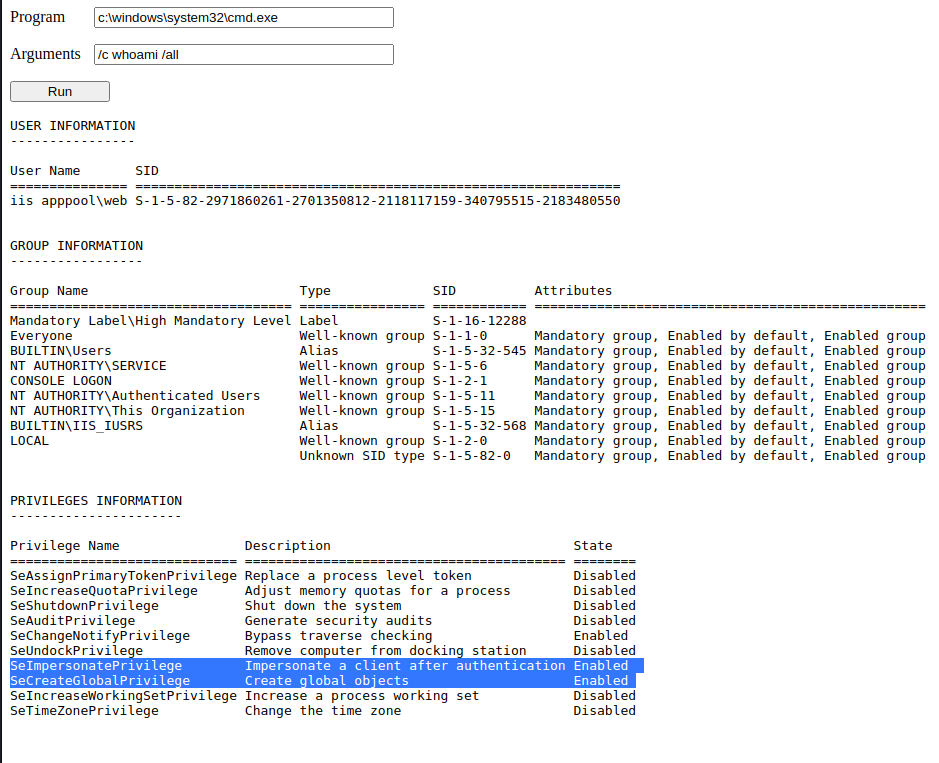 Program c:\windows\system32\cmd.exe
Arguments /c whoami /all
Run
USER INFORMATION
----------------
User Name       SID
=============== ==============================================================
iis apppool\web S-1-5-82-2971860261-2701350812-2118117159-340795515-2183480550
GROUP INFORMATION
-----------------
Group Name                           Type             SID          Attributes
==================================== ================ ============ ==================================================
Mandatory Label\High Mandatory Level Label            S-1-16-12288
Everyone                             Well-known group S-1-1-0      Mandatory group, Enabled by default, Enabled group
BUILTIN\Users                        Alias            S-1-5-32-545 Mandatory group, Enabled by default, Enabled group
NT AUTHORITY\SERVICE                 Well-known group S-1-5-6      Mandatory group, Enabled by default, Enabled group
CONSOLE LOGON                        Well-known group S-1-2-1      Mandatory group, Enabled by default, Enabled group
NT AUTHORITY\Authenticated Users     Well-known group S-1-5-11     Mandatory group, Enabled by default, Enabled group
NT AUTHORITY\This Organization       Well-known group S-1-5-15     Mandatory group, Enabled by default, Enabled group
BUILTIN\IIS_IUSRS                    Alias            S-1-5-32-568 Mandatory group, Enabled by default, Enabled group
LOCAL                                Well-known group S-1-2-0      Mandatory group, Enabled by default, Enabled group
                                     Unknown SID type S-1-5-82-0   Mandatory group, Enabled by default, Enabled group
PRIVILEGES INFORMATION
----------------------
Privilege Name                Description                               State
============================= ========================================= ========
SeAssignPrimaryTokenPrivilege Replace a process level token             Disabled
SeIncreaseQuotaPrivilege      Adjust memory quotas for a process        Disabled
SeShutdownPrivilege           Shut down the system                      Disabled
SeAuditPrivilege              Generate security audits                  Disabled
SeChangeNotifyPrivilege       Bypass traverse checking                  Enabled
SeUndockPrivilege             Remove computer from docking station      Disabled
SeImpersonatePrivilege        Impersonate a client after authentication Enabled
SeCreateGlobalPrivilege       Create global objects                     Enabled
SeIncreaseWorkingSetPrivilege Increase a process working set            Disabled
SeTimeZonePrivilege           Change the time zone                      Disabled